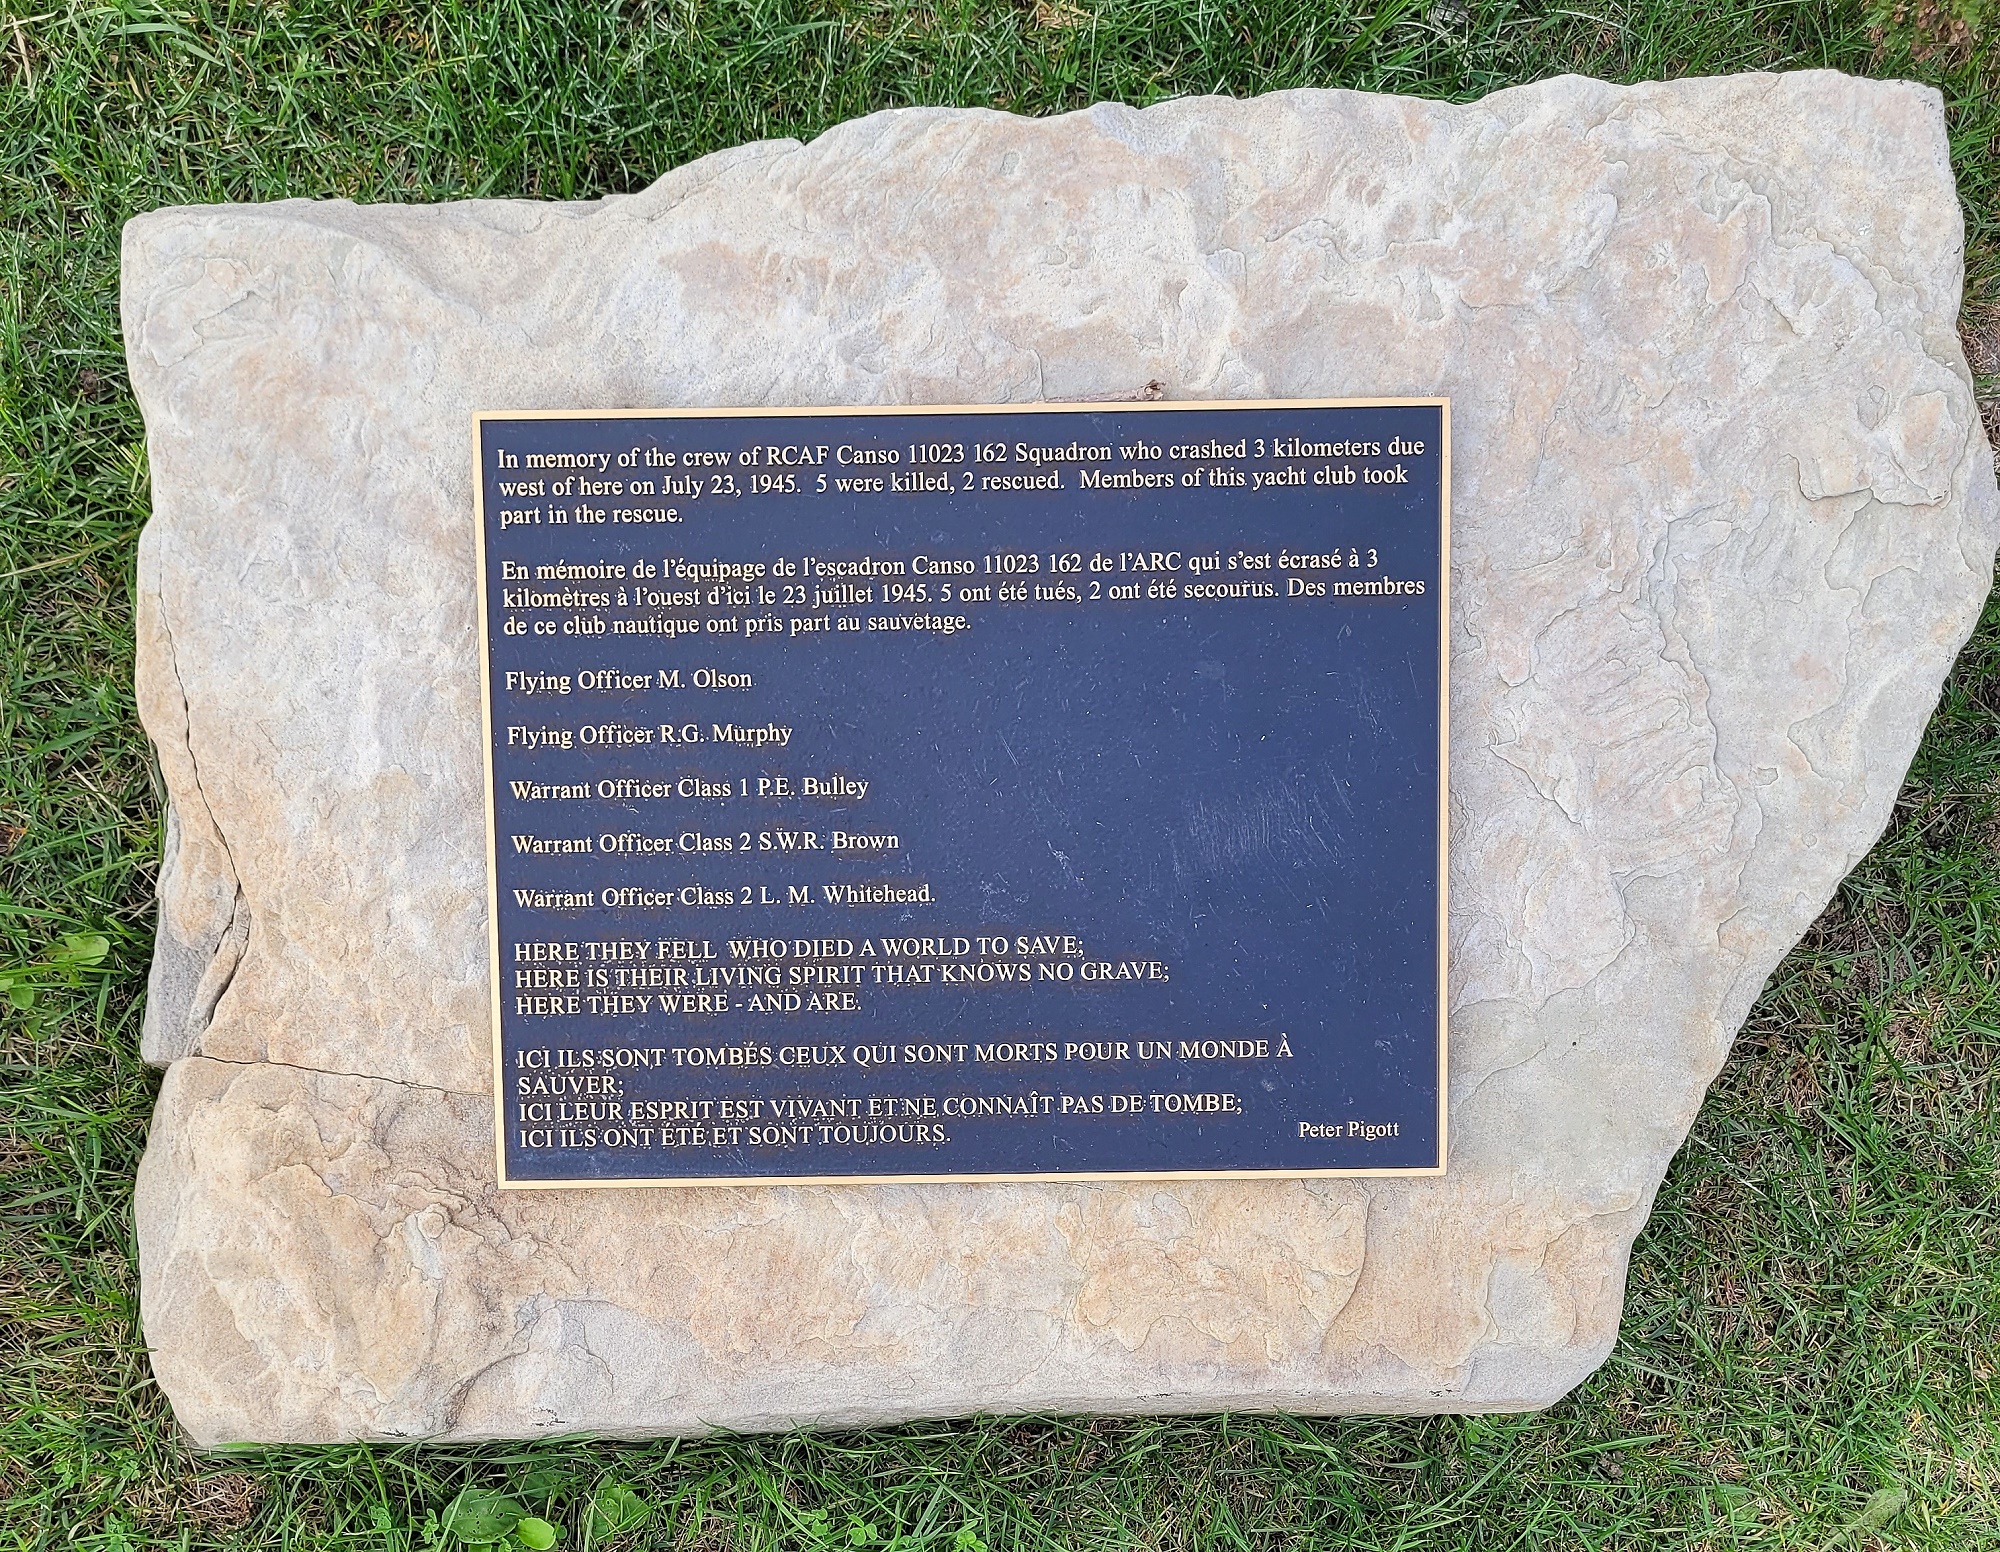 In memory of the crew of RCAF Canso 11023 162 Squadron who crashed 3 kilometers due
west of here on July 23, 1945.  5 were killed, 2 rescued.  Members of this yacht club took
part in the rescue.
En mémoire de l'équipage de l'escadron Canso 11023 162 de l'ARC qui s'est écrasé à 3
kilomètres à l'ouest d'ici le 23 juillet 1945. 5 ont été tués, 2 ont été secourus. Des membres
de ce club nautique ont pris part au sauvetage.
Flying Officer M. Olson
Flying Officer R.G. Murphy
Warrant Officer Class 1 P.E. Bulley
Warrant Officer Class 2 S.W.R. Brown
Warrant Officer Class 2 L. M. Whitehead.
HERE THEY FELL  WHO DIED A WORLD TO SAVE;
HERE IS THEIR LIVING SPIRIT THAT KNOWS NO GRAVE;
HERE THEY WERE - AND ARE.
ICI ILS SONT TOMBÉS CEUX QUI SONT MORTS POUR UN MONDE À
SAUVER;
ICI LEUR ESPRIT EST VIVANT ET NE CONNAÎT PAS DE TOMBE;
ICI ILS ONT ÉTÉ ET SONT TOUJOURS.
Peter Pigott